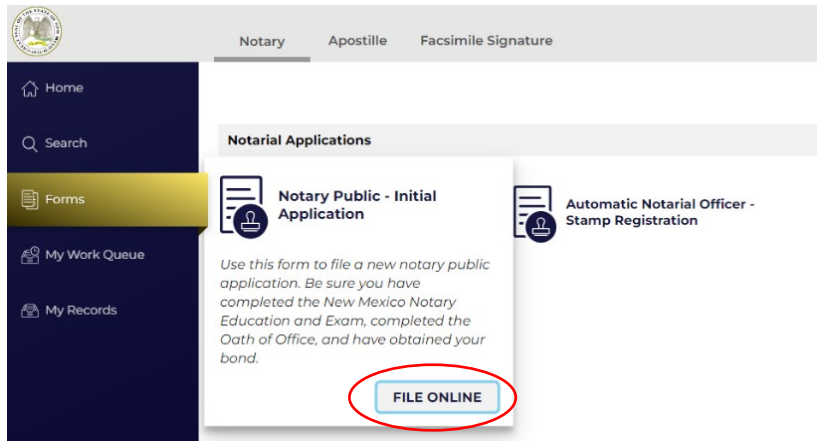 Notary Apostille Facsimile Signature
Home
Search
Forms
My Work Queue
My Records
Notarial Applications
Notary Public - Initial
Application
Use this form to file a new notary public
application. Be sure you have
completed the New Mexico Notary
Education and Exam, completed the
Oath of Office, and have obtained your
bond.
FILE ONLINE
Automatic Notarial Officer -
Stamp Registration